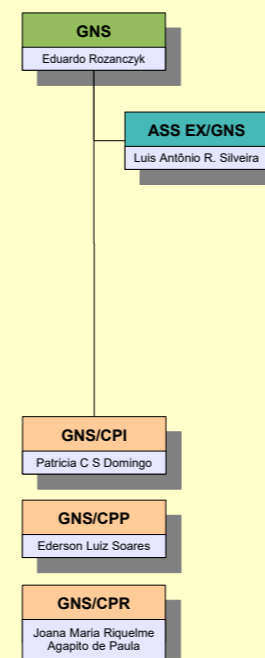 GNS
Eduardo Rozanczyk
ASS EX/GNS
Luis Antônio R. Silveira
GNS/CPI
Patricia C S Domingo
GNS/CPP
Ederson Luiz Soares
GNS/CPR
Joana Maria Riquelme
Agapito de Paula